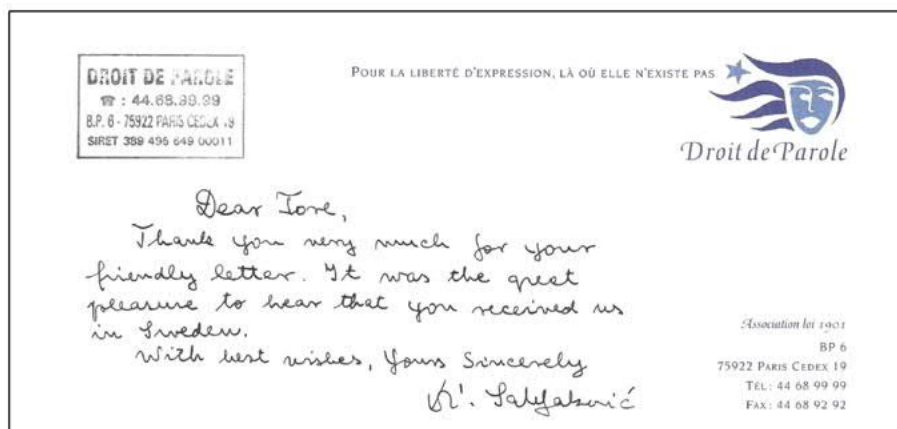 DROIT DE PAROLE
☎ : 44.68.99.99
B.P. 6 - 75922 PARIS CEDEX 19
SIRET 389 496 649 00011
POUR LA LIBERTÉ D'EXPRESSION, LÀ OÙ ELLE N'EXISTE PAS
Droit de Parole
Dear Tore,
Thank you very much for your
friendly letter. It was the great
pleasure to hear that you received us
in Sweden.
With best wishes, Yours Sincerely
Association loi 1901
BP 6
75922 PARIS CEDEX 19
TÉL : 44 68 99 99
FAX : 44 68 92 92